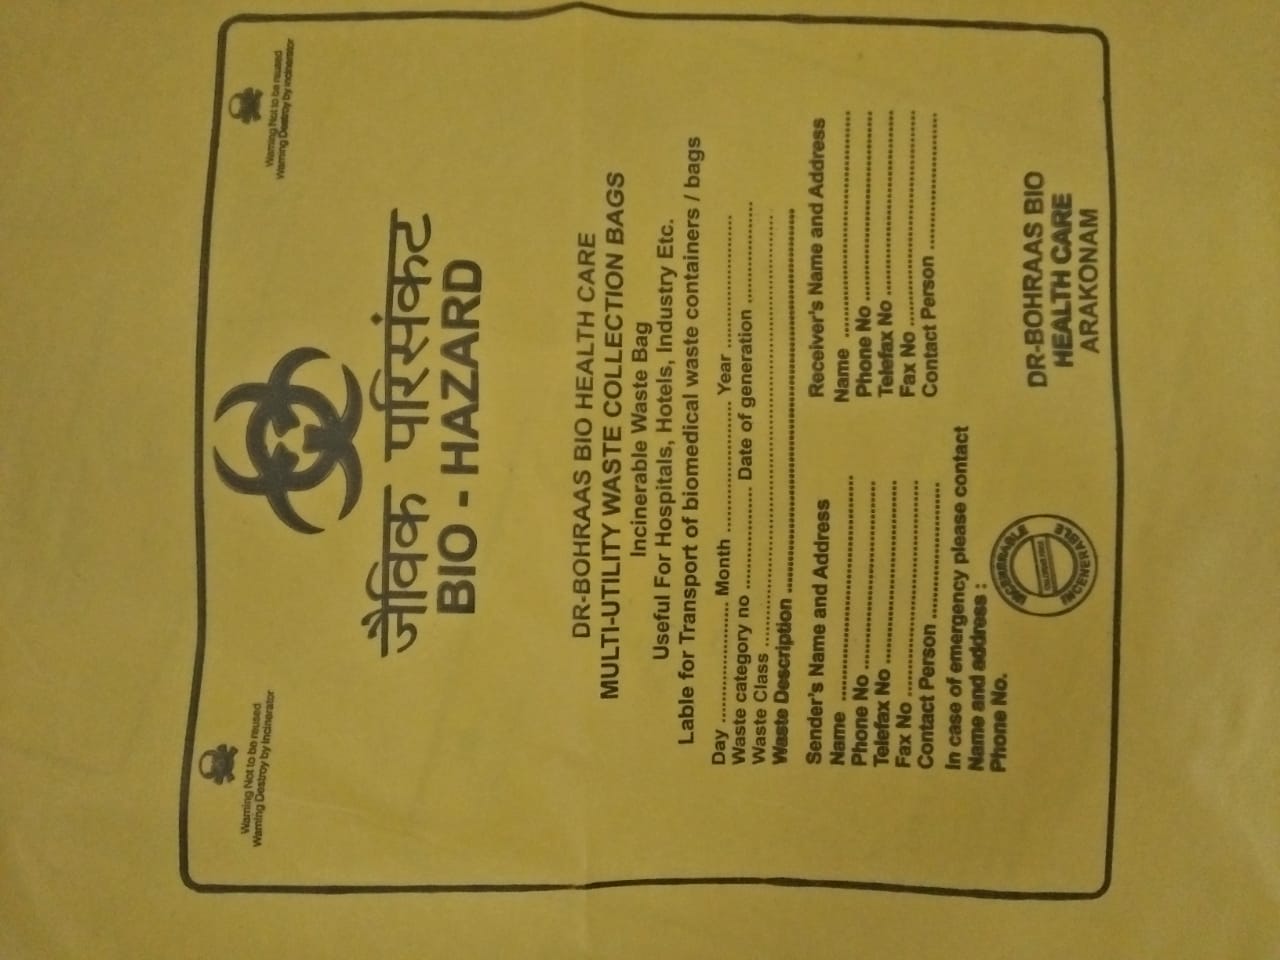 Warning Not to be reused
Warning Destroy by Incinerator
Warning Not to be reused
Warning Destroy by Incinerator
जैविक परिसंकट
BIO - HAZARD
DR-BOHRAAS BIO HEALTH CARE
MULTI-UTILITY WASTE COLLECTION BAGS
Incinerable Waste Bag
Useful For Hospitals, Hotels, Industry Etc.
Lable for Transport of biomedical waste containers / bags
Day .................. Month .................. Year ..................
Waste category no .................. Date of generation ..................
Waste Class ..................
Waste Description ..................
Sender's Name and Address
Name ..................
Phone No ..................
Telefax No ..................
Fax No ..................
Contact Person ..................
Receiver's Name and Address
Name ..................
Phone No ..................
Telefax No ..................
Fax No ..................
Contact Person ..................
In case of emergency please contact
Name and address :
Phone No.
INCENERABLE
DR-BOHRAAS BIO
HEALTH CARE
ARAKONAM